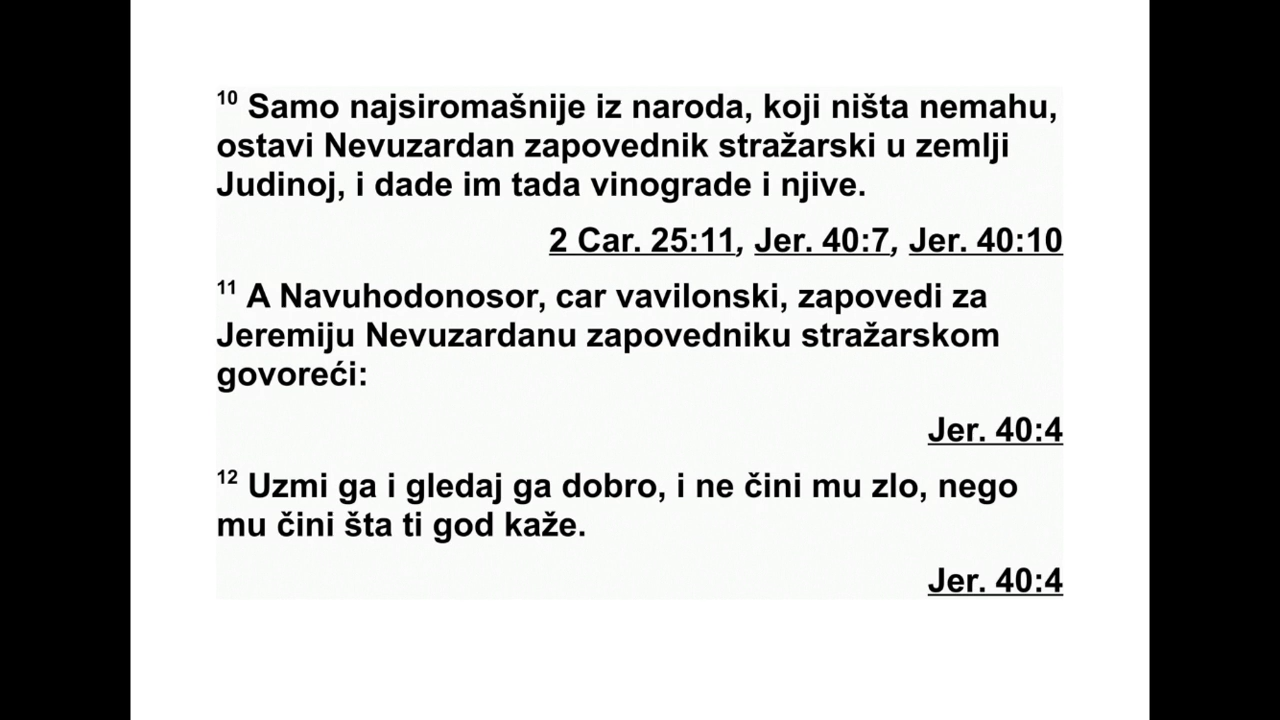 10 Samo najsiromašnije iz naroda, koji ništa nemahu,
ostavi Nevuzardan zapovednik stražarski u zemlji
Judinoj, i dade im tada vinograde i njive.
2 Car. 25:11, Jer. 40:7, Jer. 40:10
11 A Navuhodonosor, car vavilonski, zapovedi za
Jeremiju Nevuzardanu zapovedniku stražarskom
govoreći:
Jer. 40:4
12 Uzmi ga i gledaj ga dobro, i ne čini mu zlo, nego
mu čini šta ti god kaže.
Jer. 40:4